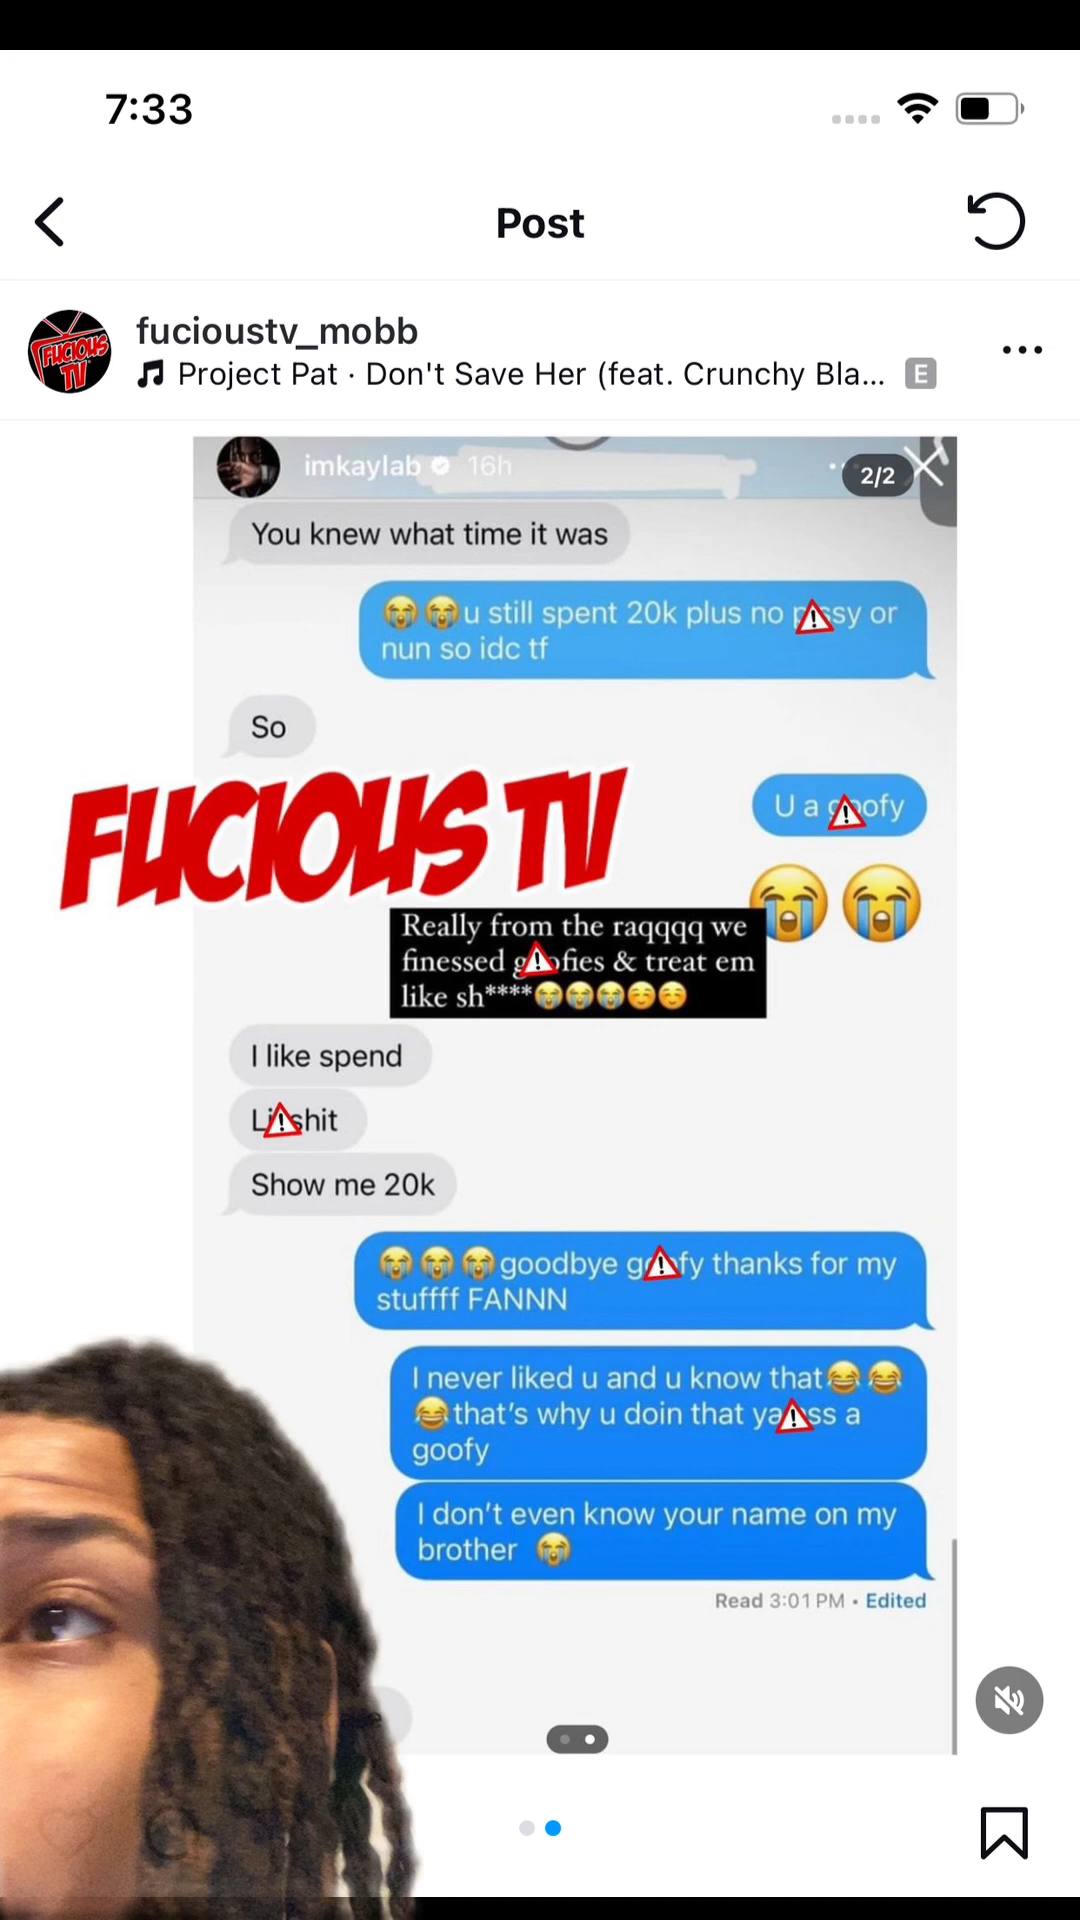 7:33
Post
FUCIOUS TV
fucioustv_mobb
Project Pat · Don't Save Her (feat. Crunchy Bla... E
imkaylab 16h
2/2
You knew what time it was
😭😭u still spent 20k plus no p⚠️ssy or
nun so idc tf
So
FUCIOUS TV
U a g⚠️ofy
😭😭
Really from the raqqqq we
finessed g⚠️ofies & treat em
like sh****😭😭😭☺️☺️
I like spend
Li⚠️shit
Show me 20k
😭😭😭goodbye go⚠️fy thanks for my
stuffff FANNN
I never liked u and u know that😂😂
😂that's why u doin that ya⚠️ss a
goofy
I don't even know your name on my
brother 😭
Read 3:01 PM • Edited